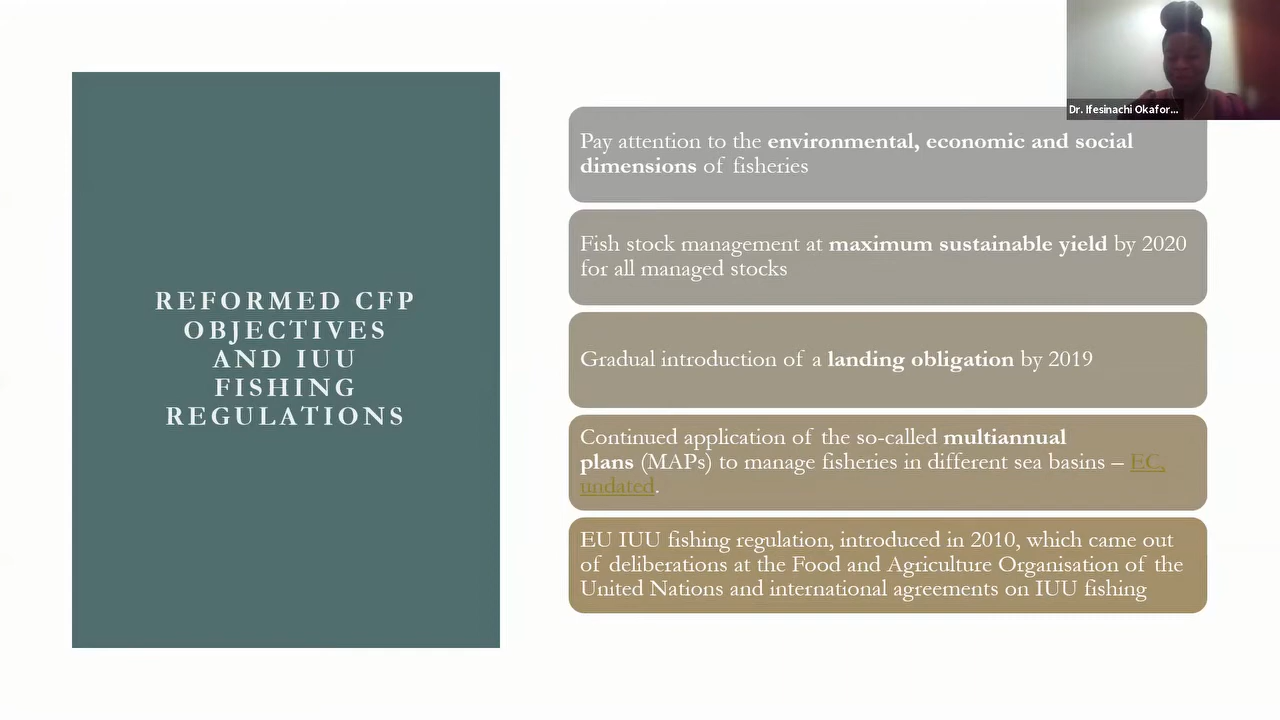 Dr. Ifesinachi Okafor...
REFORMED CFP
OBJECTIVES
AND IUU
FISHING
REGULATIONS
Pay attention to the environmental, economic and social
dimensions of fisheries
Fish stock management at maximum sustainable yield by 2020
for all managed stocks
Gradual introduction of a landing obligation by 2019
Continued application of the so-called multiannual
plans (MAPs) to manage fisheries in different sea basins – EC,
undated.
EU IUU fishing regulation, introduced in 2010, which came out
of deliberations at the Food and Agriculture Organisation of the
United Nations and international agreements on IUU fishing